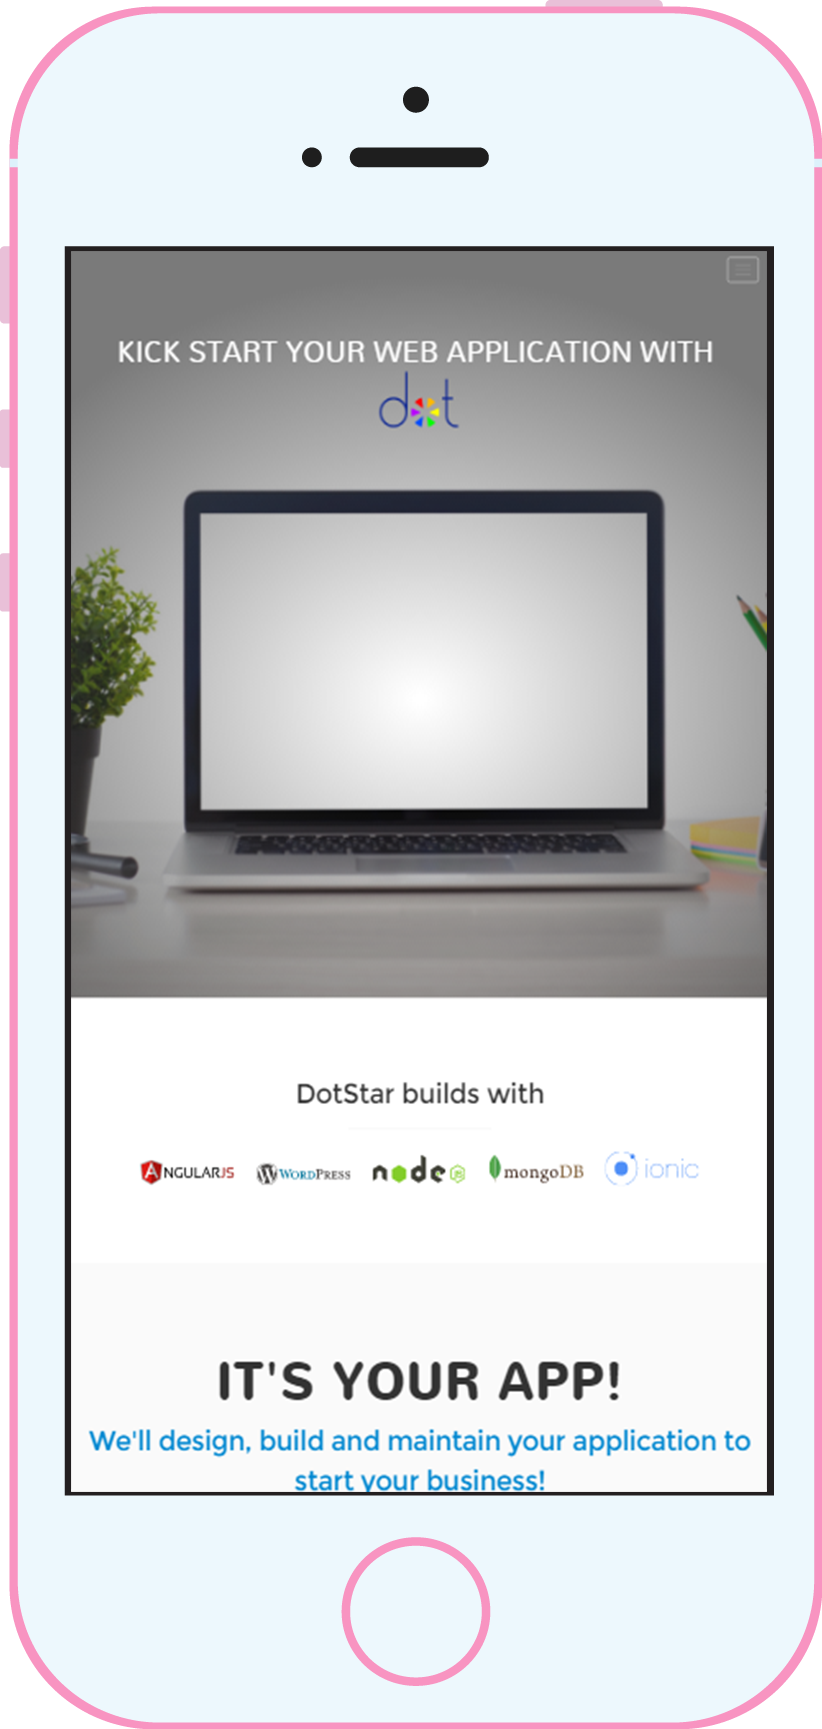 KICK START YOUR WEB APPLICATION WITH
dot
DotStar builds with
ANGULARJS WORDPRESS node JS mongoDB ionic
IT'S YOUR APP!
We'll design, build and maintain your application to
start your business!